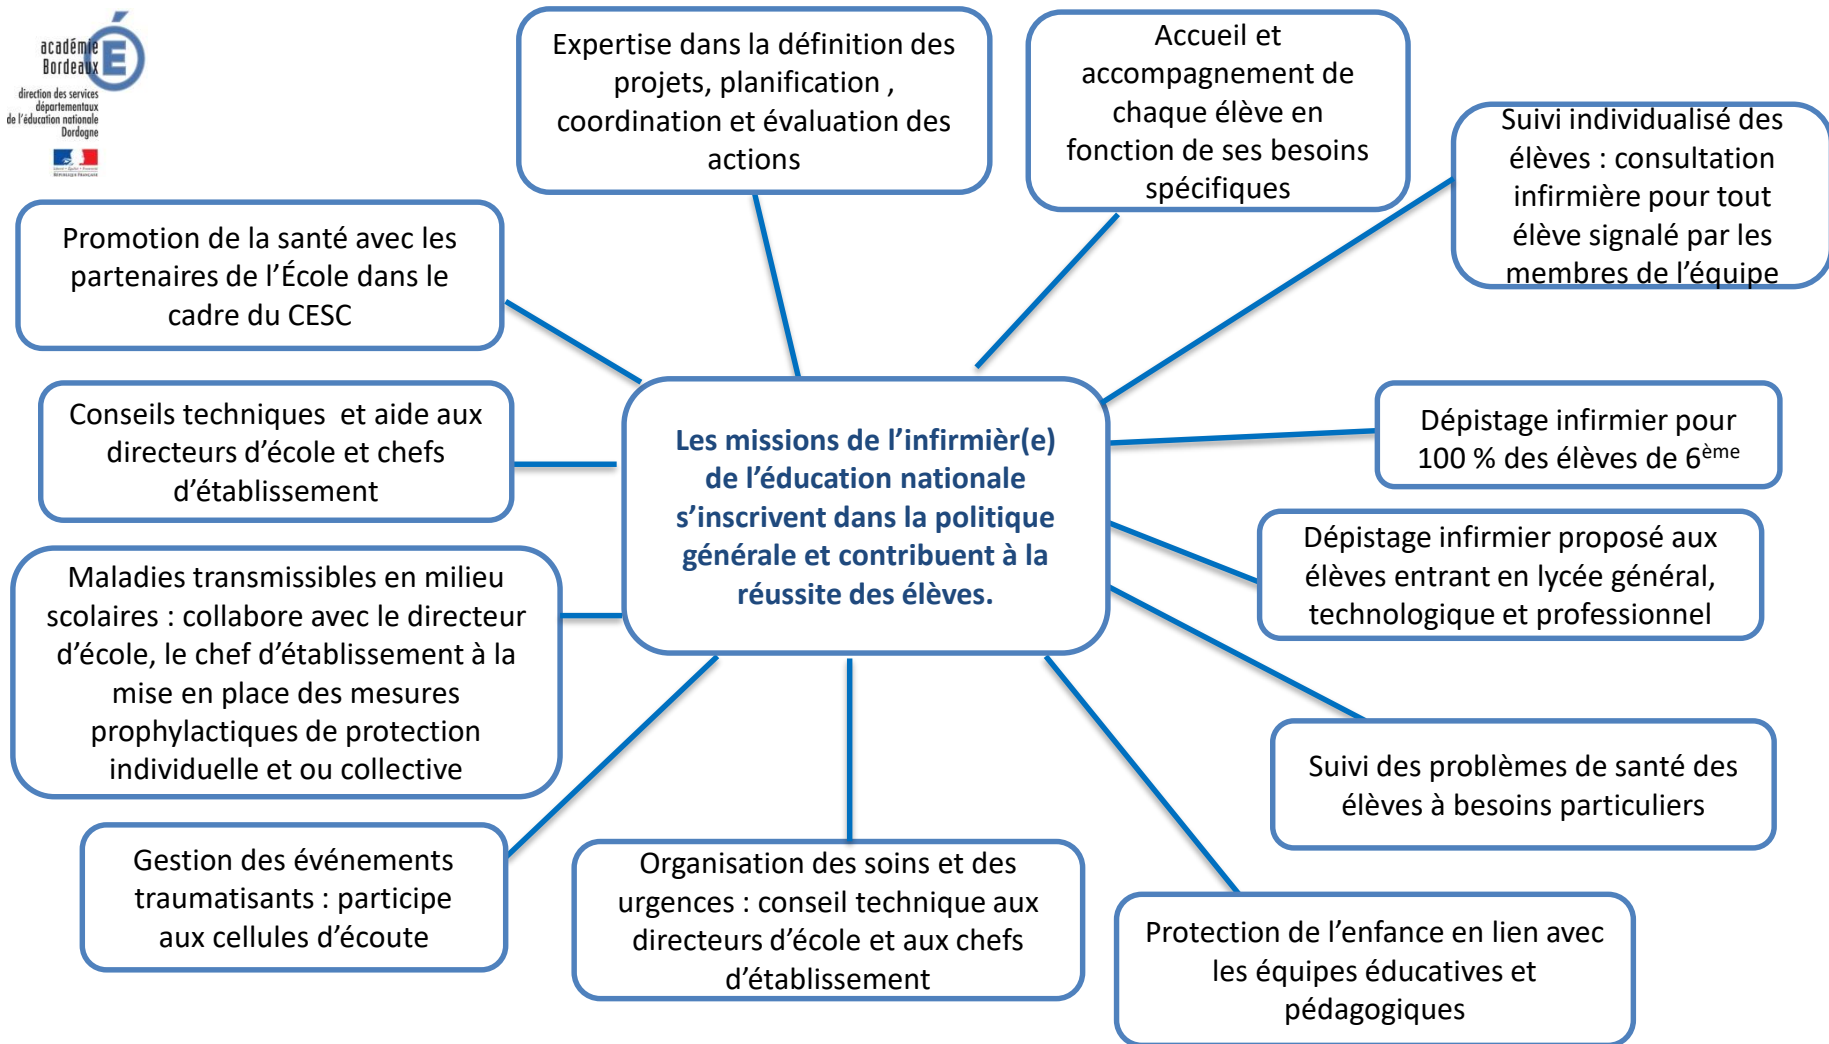 académie
Bordeaux
direction des services
départementaux
de l'éducation nationale
Dordogne
Liberté • Égalité • Fraternité
RÉPUBLIQUE FRANÇAISE
Expertise dans la définition des
projets, planification ,
coordination et évaluation des
actions
Accueil et
accompagnement de
chaque élève en
fonction de ses besoins
spécifiques
Suivi individualisé des
élèves : consultation
infirmière pour tout
élève signalé par les
membres de l’équipe
Promotion de la santé avec les
partenaires de l’École dans le
cadre du CESC
Conseils techniques  et aide aux
directeurs d’école et chefs
d’établissement
Les missions de l’infirmièr(e)
de l’éducation nationale
s’inscrivent dans la politique
générale et contribuent à la
réussite des élèves.
Dépistage infirmier pour
100 % des élèves de 6ème
Dépistage infirmier proposé aux
élèves entrant en lycée général,
technologique et professionnel
Maladies transmissibles en milieu
scolaires : collabore avec le directeur
d’école, le chef d’établissement à la
mise en place des mesures
prophylactiques de protection
individuelle et ou collective
Suivi des problèmes de santé des
élèves à besoins particuliers
Gestion des événements
traumatisants : participe
aux cellules d’écoute
Organisation des soins et des
urgences : conseil technique aux
directeurs d’école et aux chefs
d’établissement
Protection de l’enfance en lien avec
les équipes éducatives et
pédagogiques